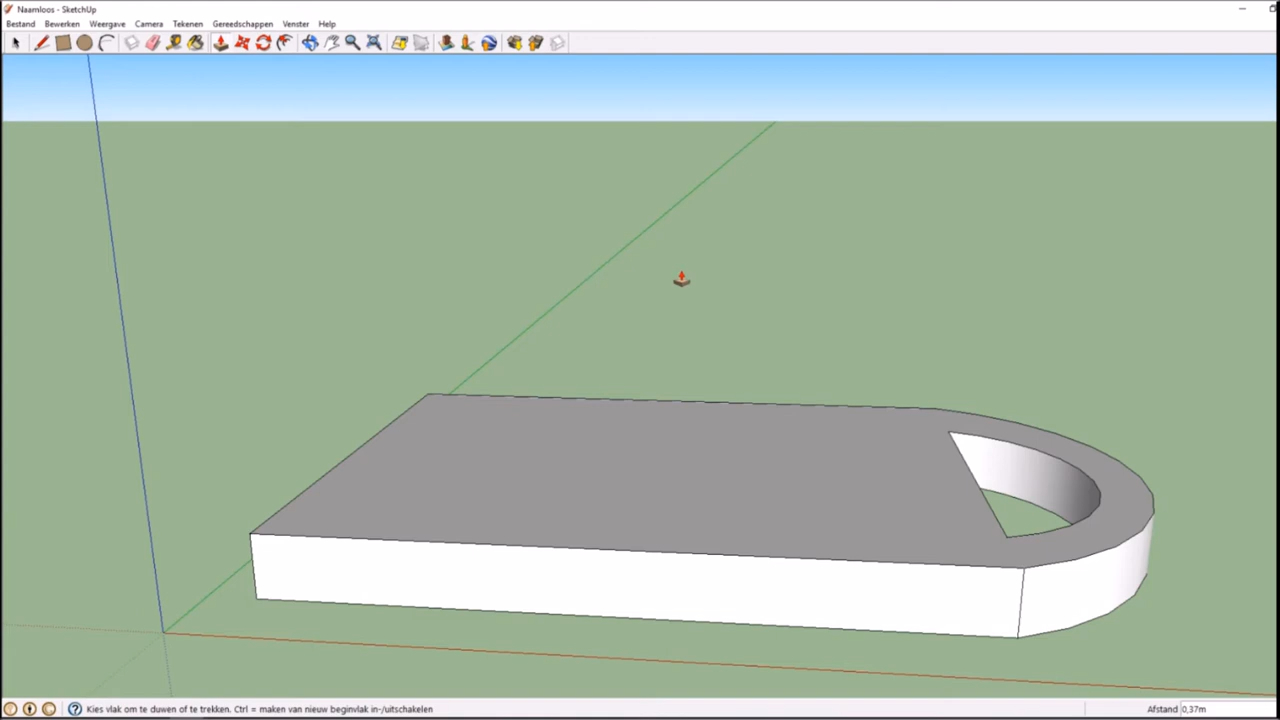 Naamloos - SketchUp
Bestand Bewerken Weergave Camera Tekenen Gereedschappen Venster Help
Kies vlak om te duwen of te trekken. Ctrl = maken van nieuw beginvlak in-/uitschakelen Afstand 0,37m